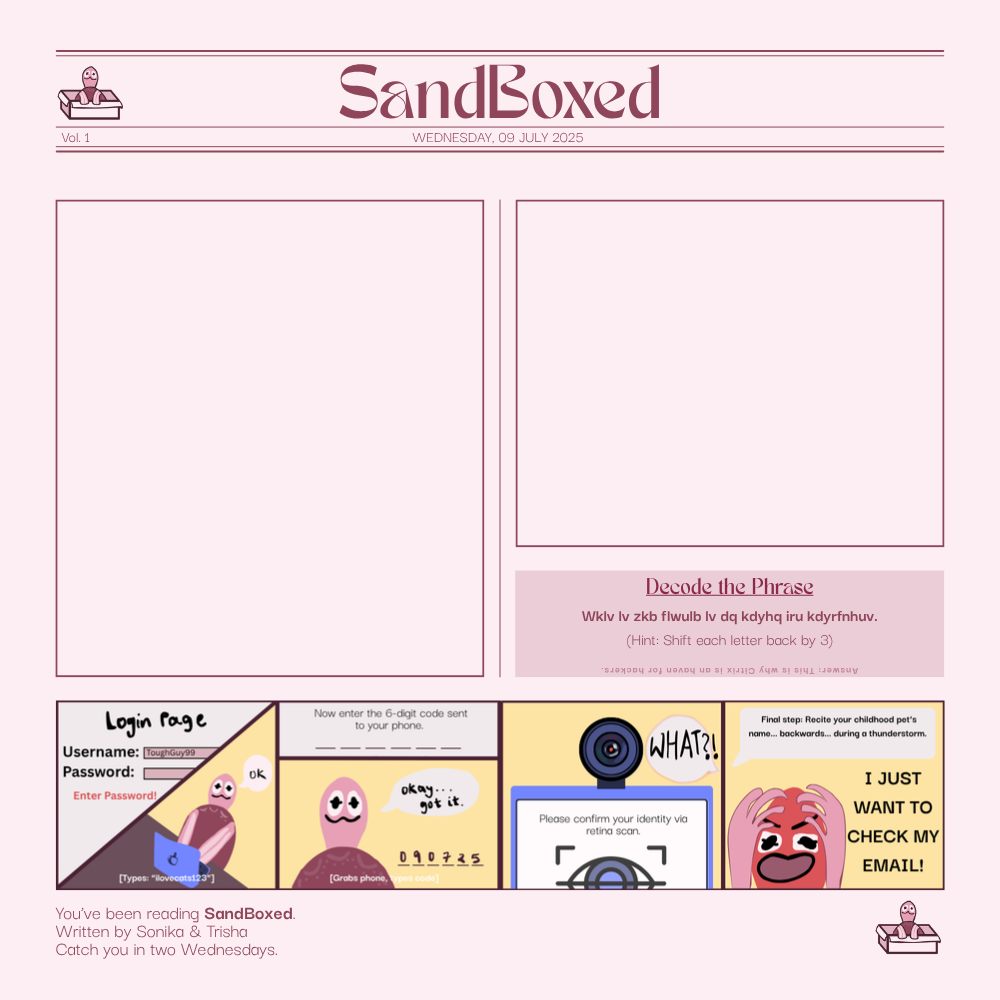 SandBoxed
Vol. 1
WEDNESDAY, 09 JULY 2025
Decode the Phrase
Wklv lv zkb flwulb lv dq kdyhq iru kdyrfnhuv.
(Hint: Shift each letter back by 3)
Answer: This is why Citrix is an haven for hackers.
Login Page
Username: ToughGuy99
Password:
Enter Password!
OK
[Types: "ilovecats123"]
Now enter the 6-digit code sent
to your phone.
okay...
got it.
090725
[Grabs phone, types code]
WHAT?!
Please confirm your identity via
retina scan.
Final step: Recite your childhood pet's
name... backwards... during a thunderstorm.
I JUST
WANT TO
CHECK MY
EMAIL!
You've been reading SandBoxed.
Written by Sonika & Trisha
Catch you in two Wednesdays.